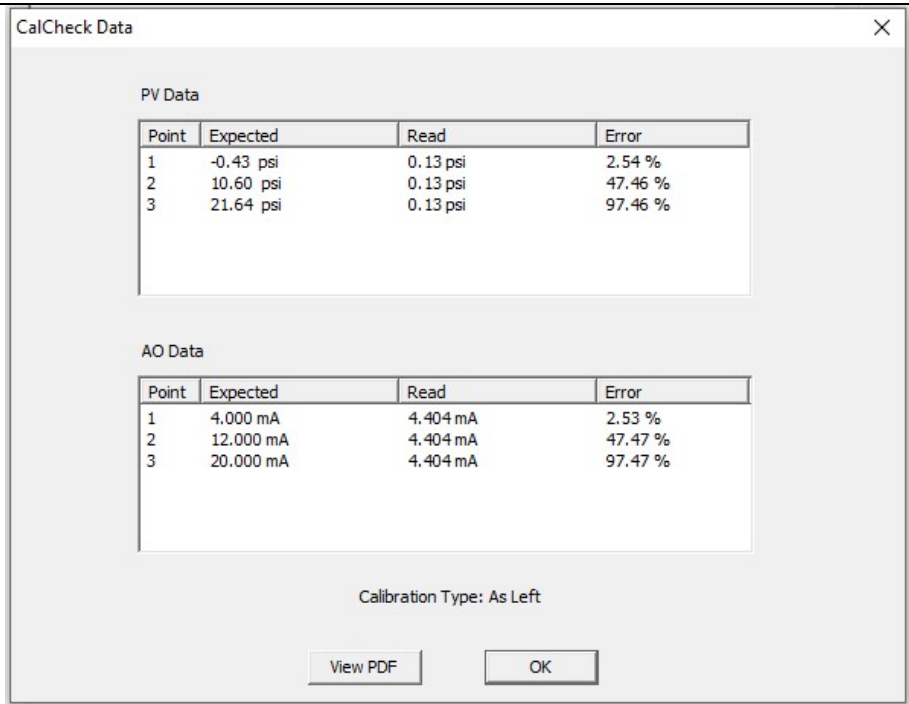 CalCheck Data
PV Data
Point Expected Read Error
1 -0.43 psi 0.13 psi 2.54 %
2 10.60 psi 0.13 psi 47.46 %
3 21.64 psi 0.13 psi 97.46 %
AO Data
Point Expected Read Error
1 4.000 mA 4.404 mA 2.53 %
2 12.000 mA 4.404 mA 47.47 %
3 20.000 mA 4.404 mA 97.47 %
Calibration Type: As Left
View PDF OK